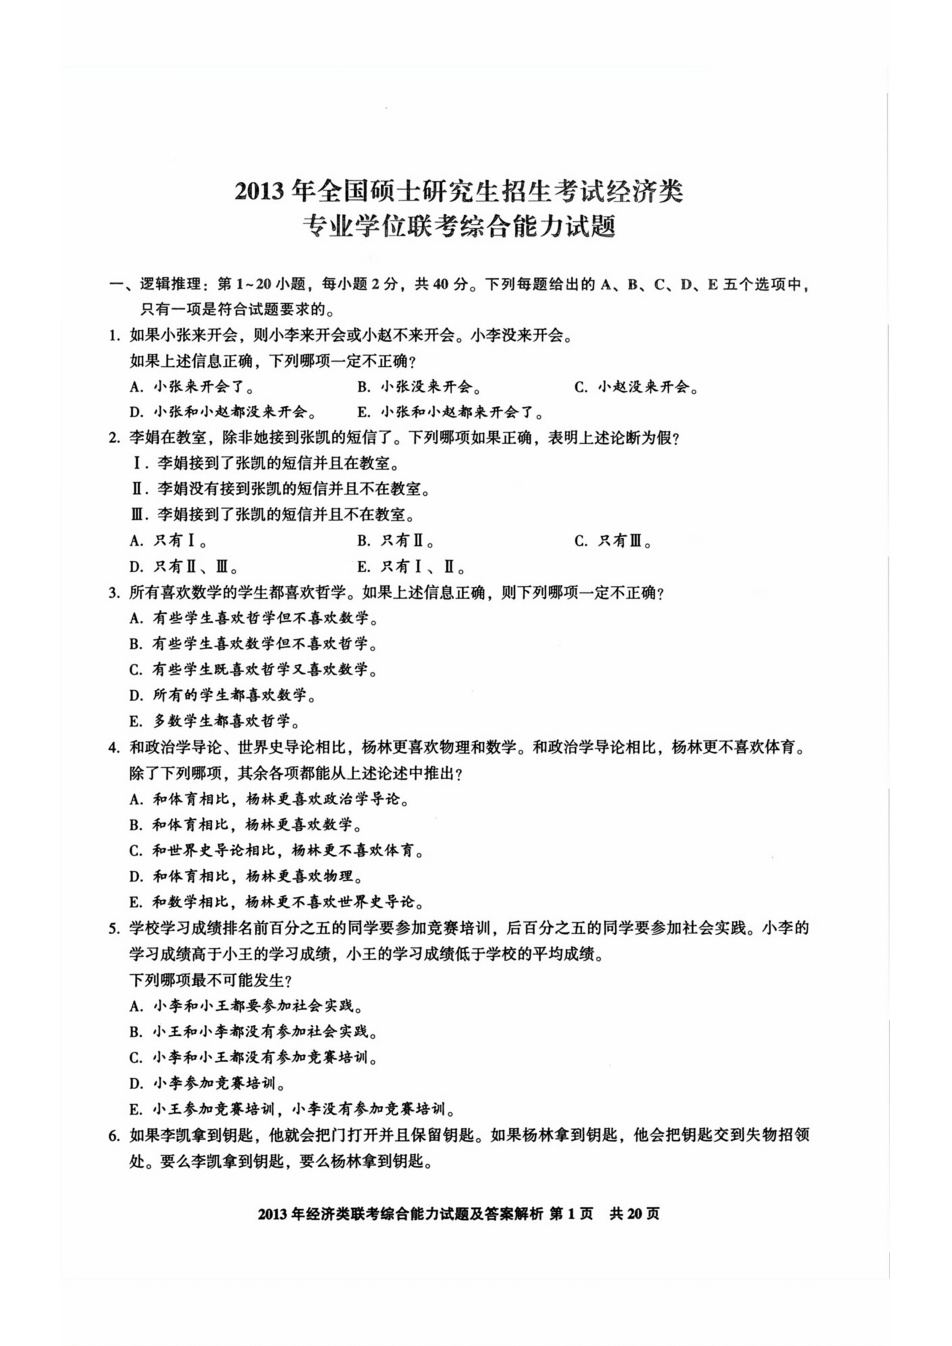 2013 年全国硕士研究生招生考试经济类
专业学位联考综合能力试题
一、逻辑推理：第 1~20 小题，每小题 2 分，共 40 分。下列每题给出的 A、B、C、D、E 五个选项中，
只有一项是符合试题要求的。
1. 如果小张来开会，则小李来开会或小赵不来开会。小李没来开会。
如果上述信息正确，下列哪项一定不正确？
A. 小张来开会了。 B. 小张没来开会。 C. 小赵没来开会。
D. 小张和小赵都没来开会。 E. 小张和小赵都来开会了。
2. 李娟在教室，除非她接到张凯的短信了。下列哪项如果正确，表明上述论断为假？
Ⅰ. 李娟接到了张凯的短信并且在教室。
Ⅱ. 李娟没有接到张凯的短信并且不在教室。
Ⅲ. 李娟接到了张凯的短信并且不在教室。
A. 只有Ⅰ。 B. 只有Ⅱ。 C. 只有Ⅲ。
D. 只有Ⅱ、Ⅲ。 E. 只有Ⅰ、Ⅱ。
3. 所有喜欢数学的学生都喜欢哲学。如果上述信息正确，则下列哪项一定不正确？
A. 有些学生喜欢哲学但不喜欢数学。
B. 有些学生喜欢数学但不喜欢哲学。
C. 有些学生既喜欢哲学又喜欢数学。
D. 所有的学生都喜欢数学。
E. 多数学生都喜欢哲学。
4. 和政治学导论、世界史导论相比，杨林更喜欢物理和数学。和政治学导论相比，杨林更不喜欢体育。
除了下列哪项，其余各项都能从上述论述中推出？
A. 和体育相比，杨林更喜欢政治学导论。
B. 和体育相比，杨林更喜欢数学。
C. 和世界史导论相比，杨林更不喜欢体育。
D. 和体育相比，杨林更喜欢物理。
E. 和数学相比，杨林更不喜欢世界史导论。
5. 学校学习成绩排名前百分之五的同学要参加竞赛培训，后百分之五的同学要参加社会实践。小李的
学习成绩高于小王的学习成绩，小王的学习成绩低于学校的平均成绩。
下列哪项最不可能发生？
A. 小李和小王都要参加社会实践。
B. 小王和小李都没有参加社会实践。
C. 小李和小王都没有参加竞赛培训。
D. 小李参加竞赛培训。
E. 小王参加竞赛培训，小李没有参加竞赛培训。
6. 如果李凯拿到钥匙，他就会把门打开并且保留钥匙。如果杨林拿到钥匙，他会把钥匙交到失物招领
处。要么李凯拿到钥匙，要么杨林拿到钥匙。
2013 年经济类联考综合能力试题及答案解析 第 1 页 共 20 页